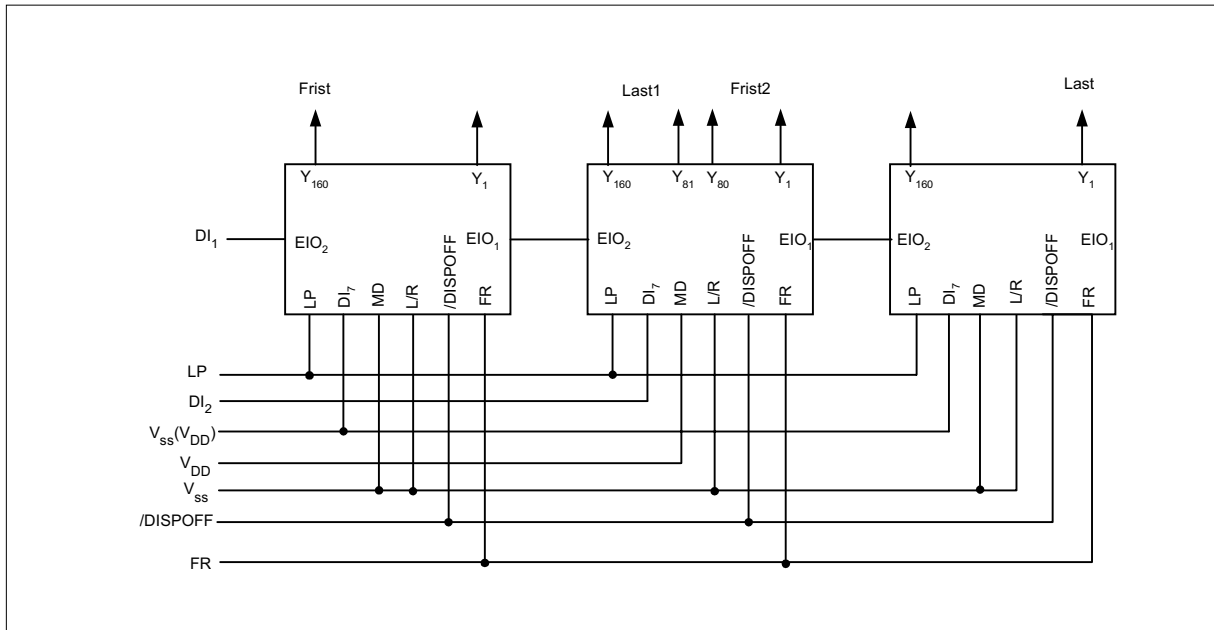 Frist
Last1
Frist2
Last
Y160
Y1
Y160
Y81
Y80
Y1
Y160
Y1
DI1
EIO2
EIO1
EIO2
EIO1
EIO2
EIO1
LP
DI7
MD
L/R
/DISPOFF
FR
LP
DI7
MD
L/R
/DISPOFF
FR
LP
DI7
MD
L/R
/DISPOFF
FR
LP
DI2
Vss(VDD)
VDD
Vss
/DISPOFF
FR